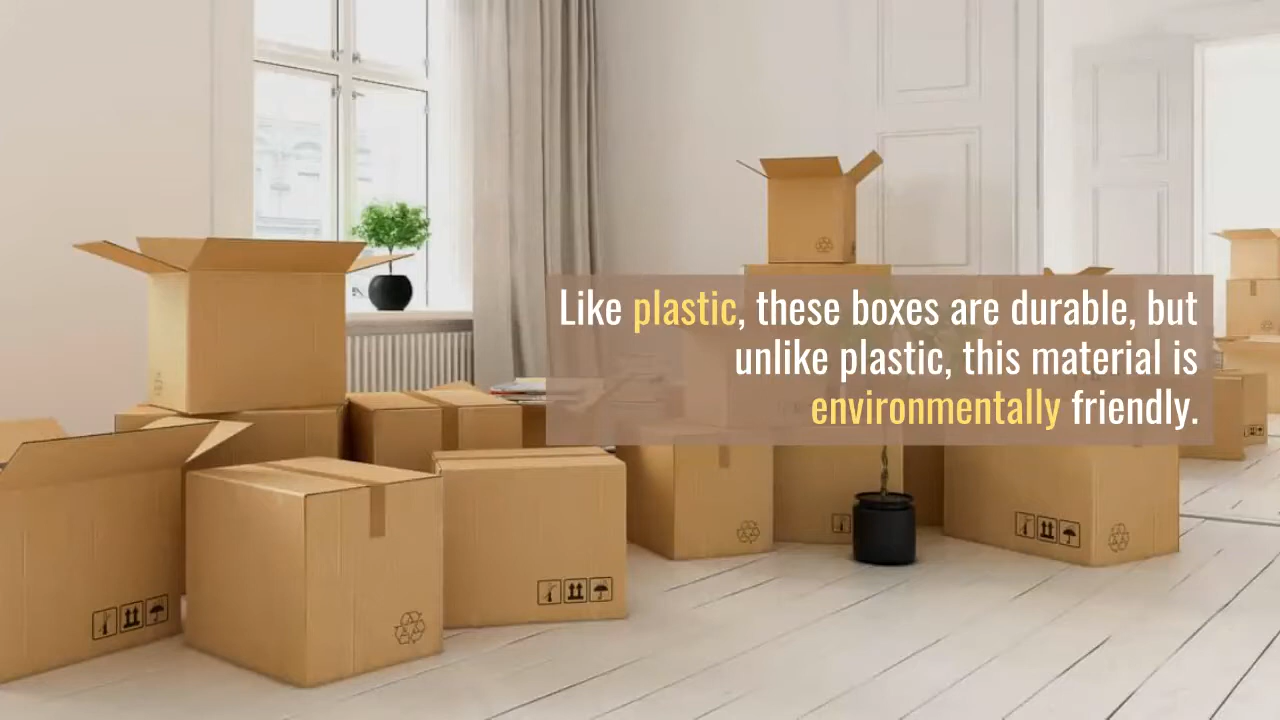 Like plastic, these boxes are durable, but
unlike plastic, this material is
environmentally friendly.